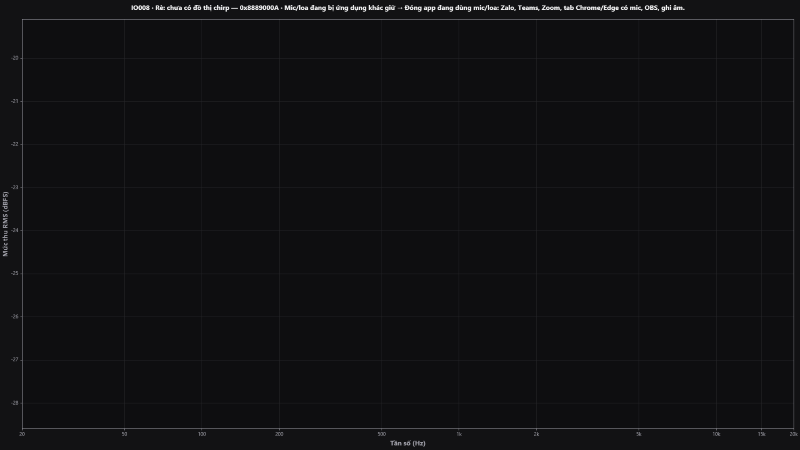 IO008 · Rè: chưa có đồ thị chirp — 0x8889000A · Mic/loa đang bị ứng dụng khác giữ → Đóng app đang dùng mic/loa: Zalo, Teams, Zoom, tab Chrome/Edge có mic, OBS, ghi âm.
Mức thu RMS (dBFS)
-20
-21
-22
-23
-24
-25
-26
-27
-28
20
50
100
200
500
1k
2k
5k
10k
15k
20k
Tần số (Hz)